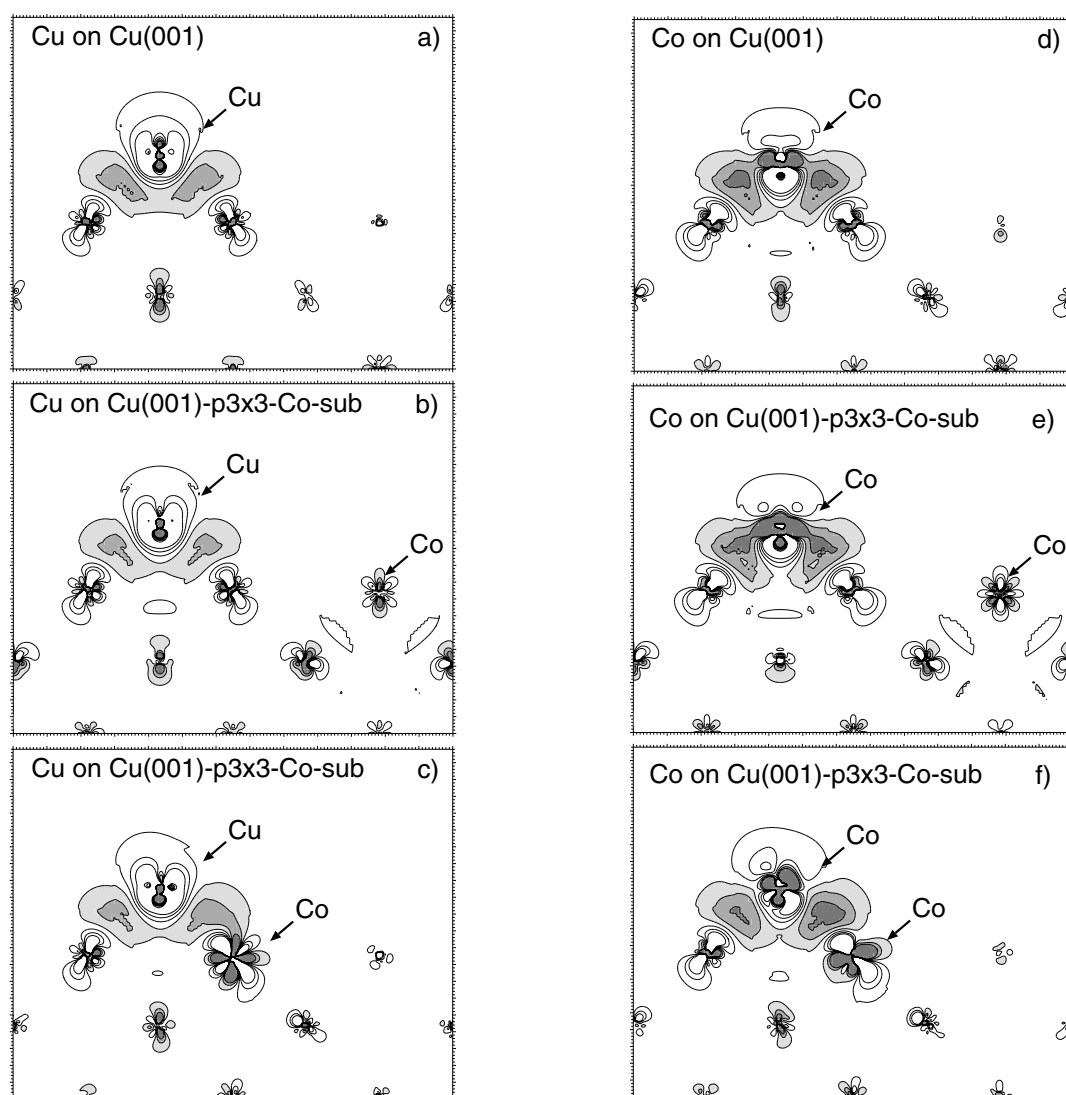 Cu on Cu(001) a)
Cu
Co on Cu(001) d)
Co
Cu on Cu(001)-p3x3-Co-sub b)
Cu
Co
Co on Cu(001)-p3x3-Co-sub e)
Co
Co
Cu on Cu(001)-p3x3-Co-sub c)
Cu
Co
Co on Cu(001)-p3x3-Co-sub f)
Co
Co